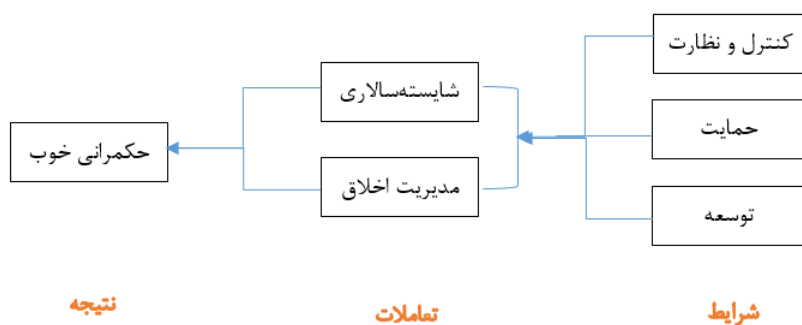 کنترل و نظارت
حمایت
توسعه
شایسته‌سالاری
مدیریت اخلاق
حکمرانی خوب
شرایط
تعاملات
نتیجه